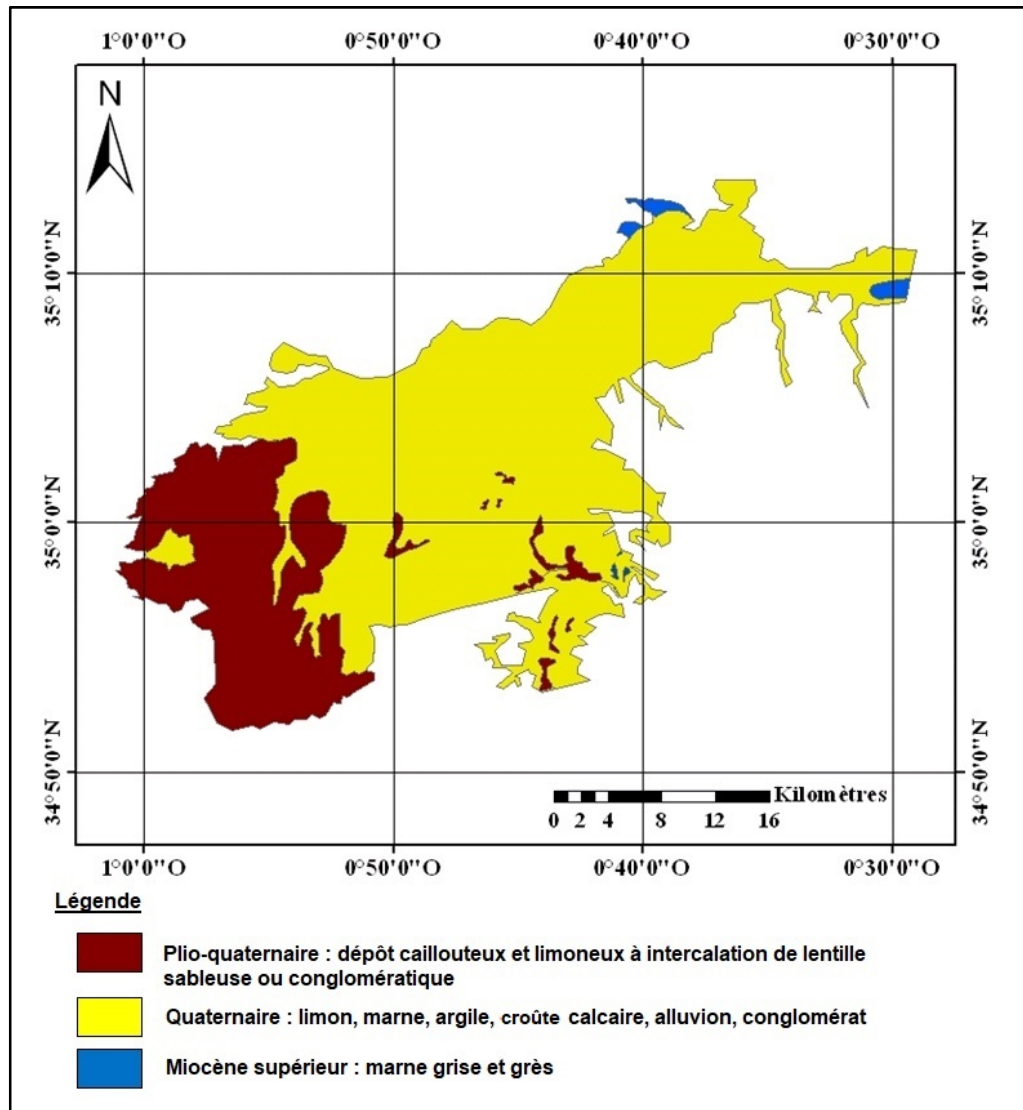 1°0'0''O 0°50'0''O 0°40'0''O 0°30'0''O
N
35°10'0''N 35°10'0''N
35°0'0''N 35°0'0''N
34°50'0''N 34°50'0''N
Kilomètres
0 2 4 8 12 16
1°0'0''O 0°50'0''O 0°40'0''O 0°30'0''O
Légende
Plio-quaternaire : dépôt caillouteux et limoneux à intercalation de lentille
sableuse ou conglomératique
Quaternaire : limon, marne, argile, croûte calcaire, alluvion, conglomérat
Miocène supérieur : marne grise et grès